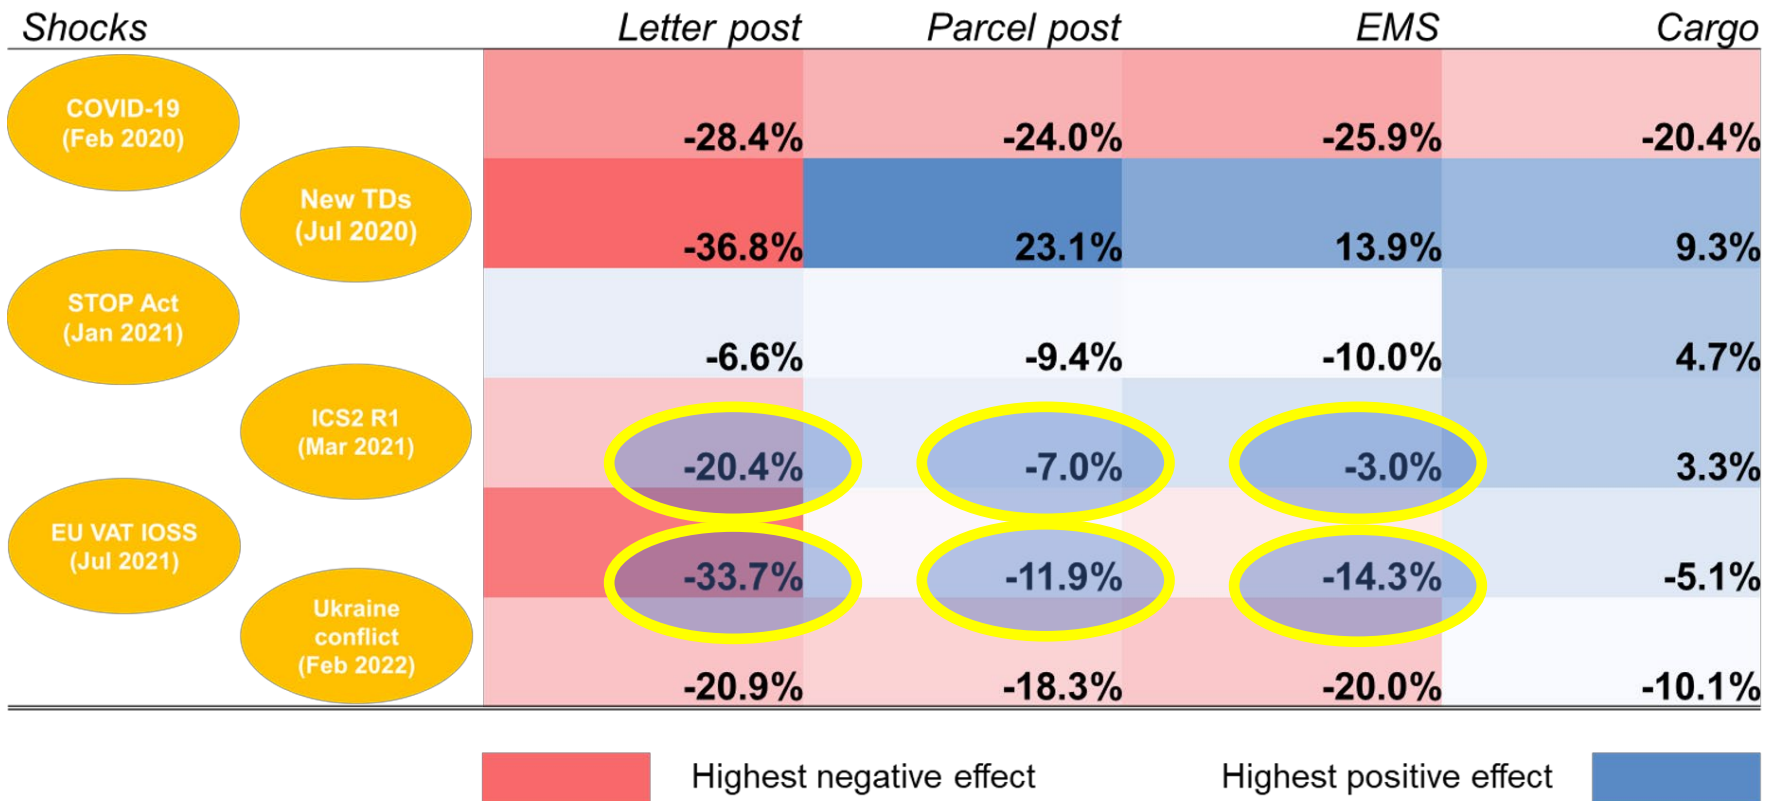 Shocks Letter post Parcel post EMS Cargo
COVID-19
(Feb 2020)
-28.4% -24.0% -25.9% -20.4%
New TDs
(Jul 2020)
-36.8% 23.1% 13.9% 9.3%
STOP Act
(Jan 2021)
-6.6% -9.4% -10.0% 4.7%
ICS2 R1
(Mar 2021)
-20.4% -7.0% -3.0% 3.3%
EU VAT IOSS
(Jul 2021)
-33.7% -11.9% -14.3% -5.1%
Ukraine
conflict
(Feb 2022)
-20.9% -18.3% -20.0% -10.1%
Highest negative effect Highest positive effect